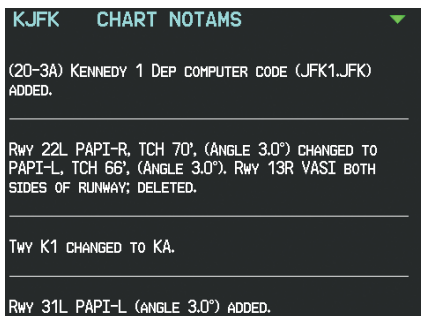 KJFK CHART NOTAMS
(20-3A) KENNEDY 1 DEP COMPUTER CODE (JFK1.JFK)
ADDED.
RWY 22L PAPI-R, TCH 70', (ANGLE 3.0°) CHANGED TO
PAPI-L, TCH 66', (ANGLE 3.0°). RWY 13R VASI BOTH
SIDES OF RUNWAY; DELETED.
TWY K1 CHANGED TO KA.
RWY 31L PAPI-L (ANGLE 3.0°) ADDED.